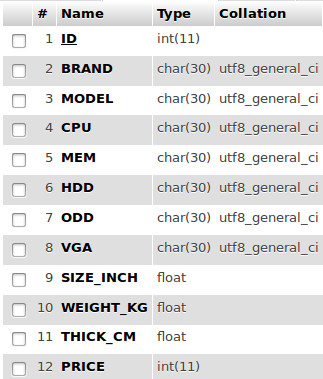 # Name Type Collation
1 ID int(11)
2 BRAND char(30) utf8_general_ci
3 MODEL char(30) utf8_general_ci
4 CPU char(30) utf8_general_ci
5 MEM char(30) utf8_general_ci
6 HDD char(30) utf8_general_ci
7 ODD char(30) utf8_general_ci
8 VGA char(30) utf8_general_ci
9 SIZE_INCH float
10 WEIGHT_KG float
11 THICK_CM float
12 PRICE int(11)